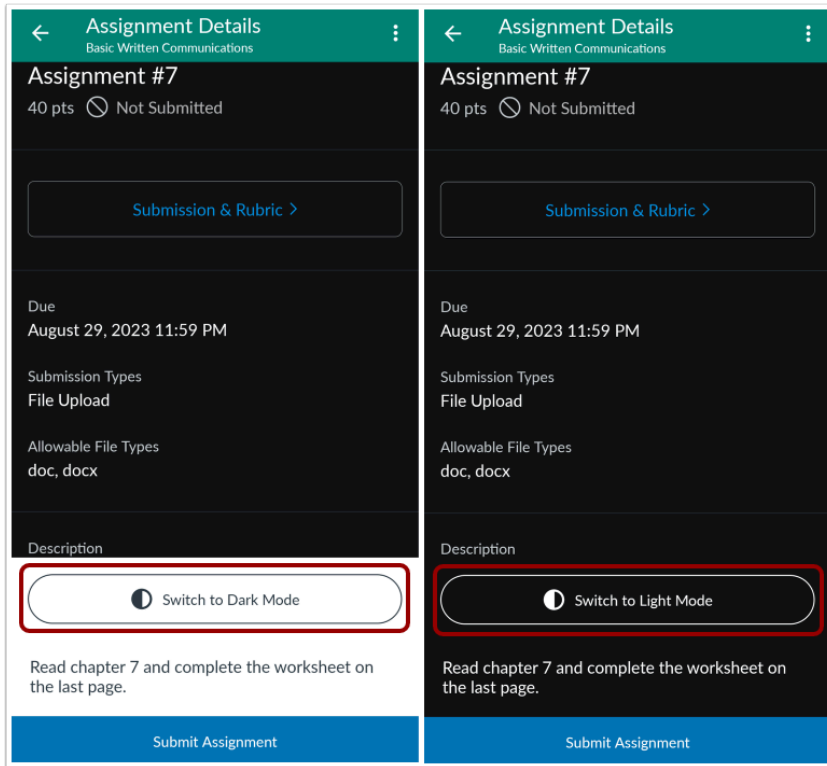 Assignment Details
Basic Written Communications
Assignment #7
40 pts Not Submitted
Submission & Rubric >
Due
August 29, 2023 11:59 PM
Submission Types
File Upload
Allowable File Types
doc, docx
Description
Switch to Dark Mode
Read chapter 7 and complete the worksheet on
the last page.
Submit Assignment
Assignment Details
Basic Written Communications
Assignment #7
40 pts Not Submitted
Submission & Rubric >
Due
August 29, 2023 11:59 PM
Submission Types
File Upload
Allowable File Types
doc, docx
Description
Switch to Light Mode
Read chapter 7 and complete the worksheet on
the last page.
Submit Assignment